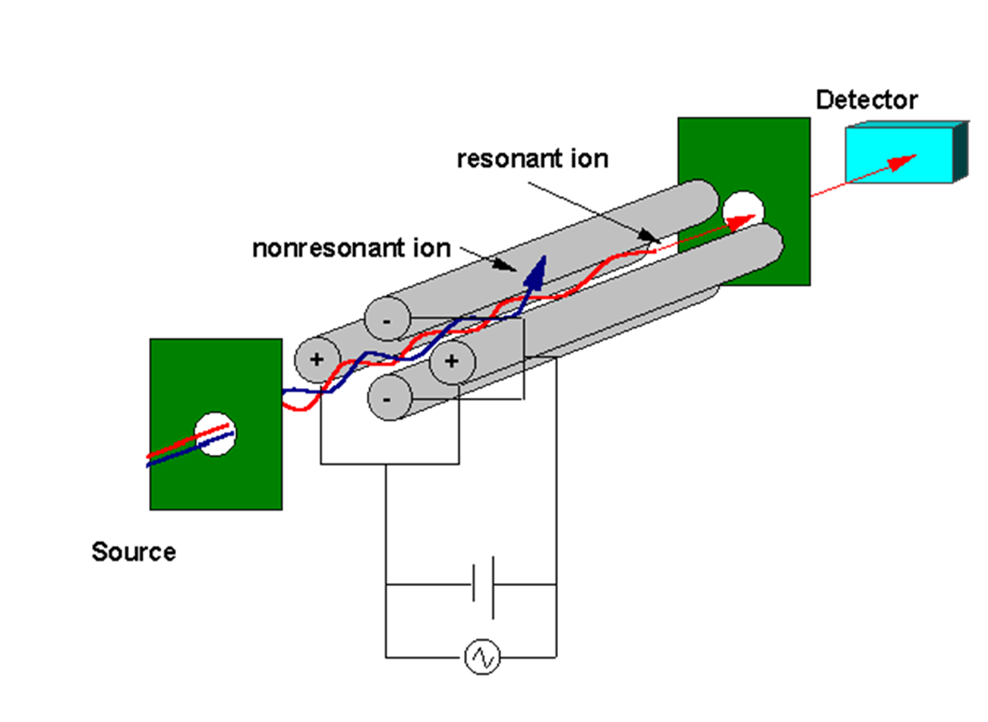 Detector
resonant ion
nonresonant ion
-
+
+
-
Source